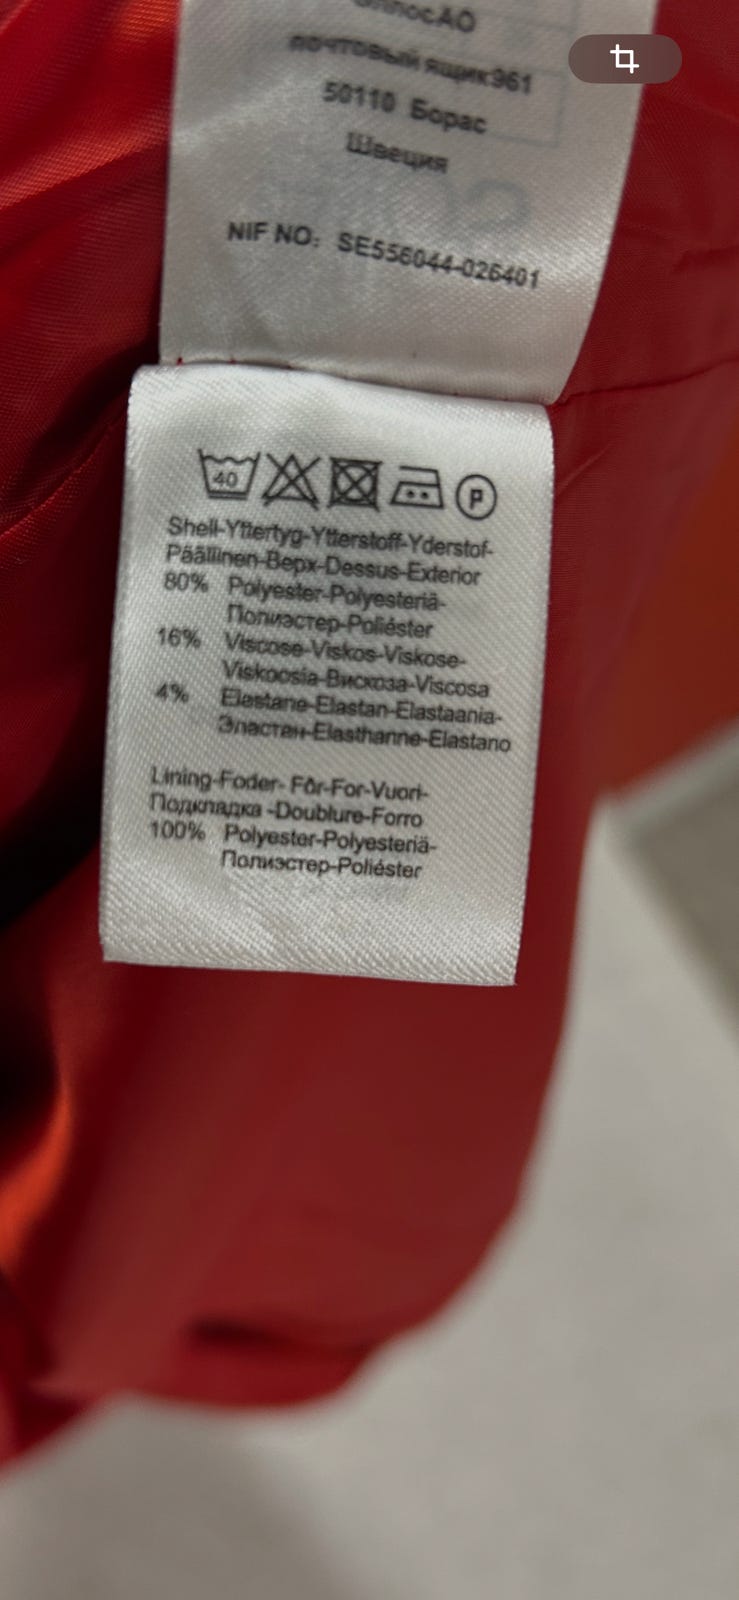 почтовый ящик961
50110 Борас
Швеция
NIF NO: SE556044-026401
40
P
Shell-Yttertyg-Ytterstoff-Yderstof-
Päällinen-Верх-Dessus-Exterior
80% Polyester-Polyesteriä-
Полиэстер-Poliéster
16% Viscose-Viskos-Viskose-
Viskoosia-Вискоза-Viscosa
4% Elastane-Elastan-Elastaania-
Эластан-Elasthanne-Elastano
Lining-Foder- Fôr-For-Vuori-
Подкладка -Doublure-Forro
100% Polyester-Polyesteriä-
Полиэстер-Poliéster